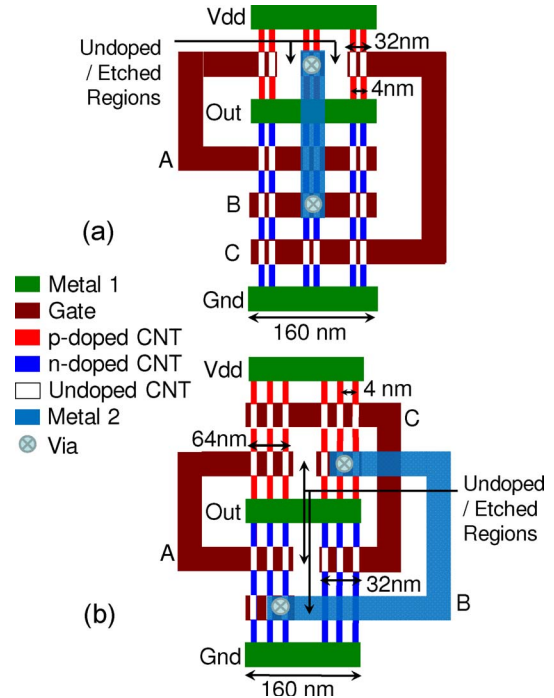 Vdd
Undoped
/ Etched
Regions
32nm
4nm
Out
A
B
(a)
C
Gnd
160 nm
Metal 1
Gate
p-doped CNT
n-doped CNT
Undoped CNT
Metal 2
Via
Vdd
4 nm
C
64nm
Undoped
/ Etched
Regions
Out
A
32nm
B
(b)
Gnd
160 nm